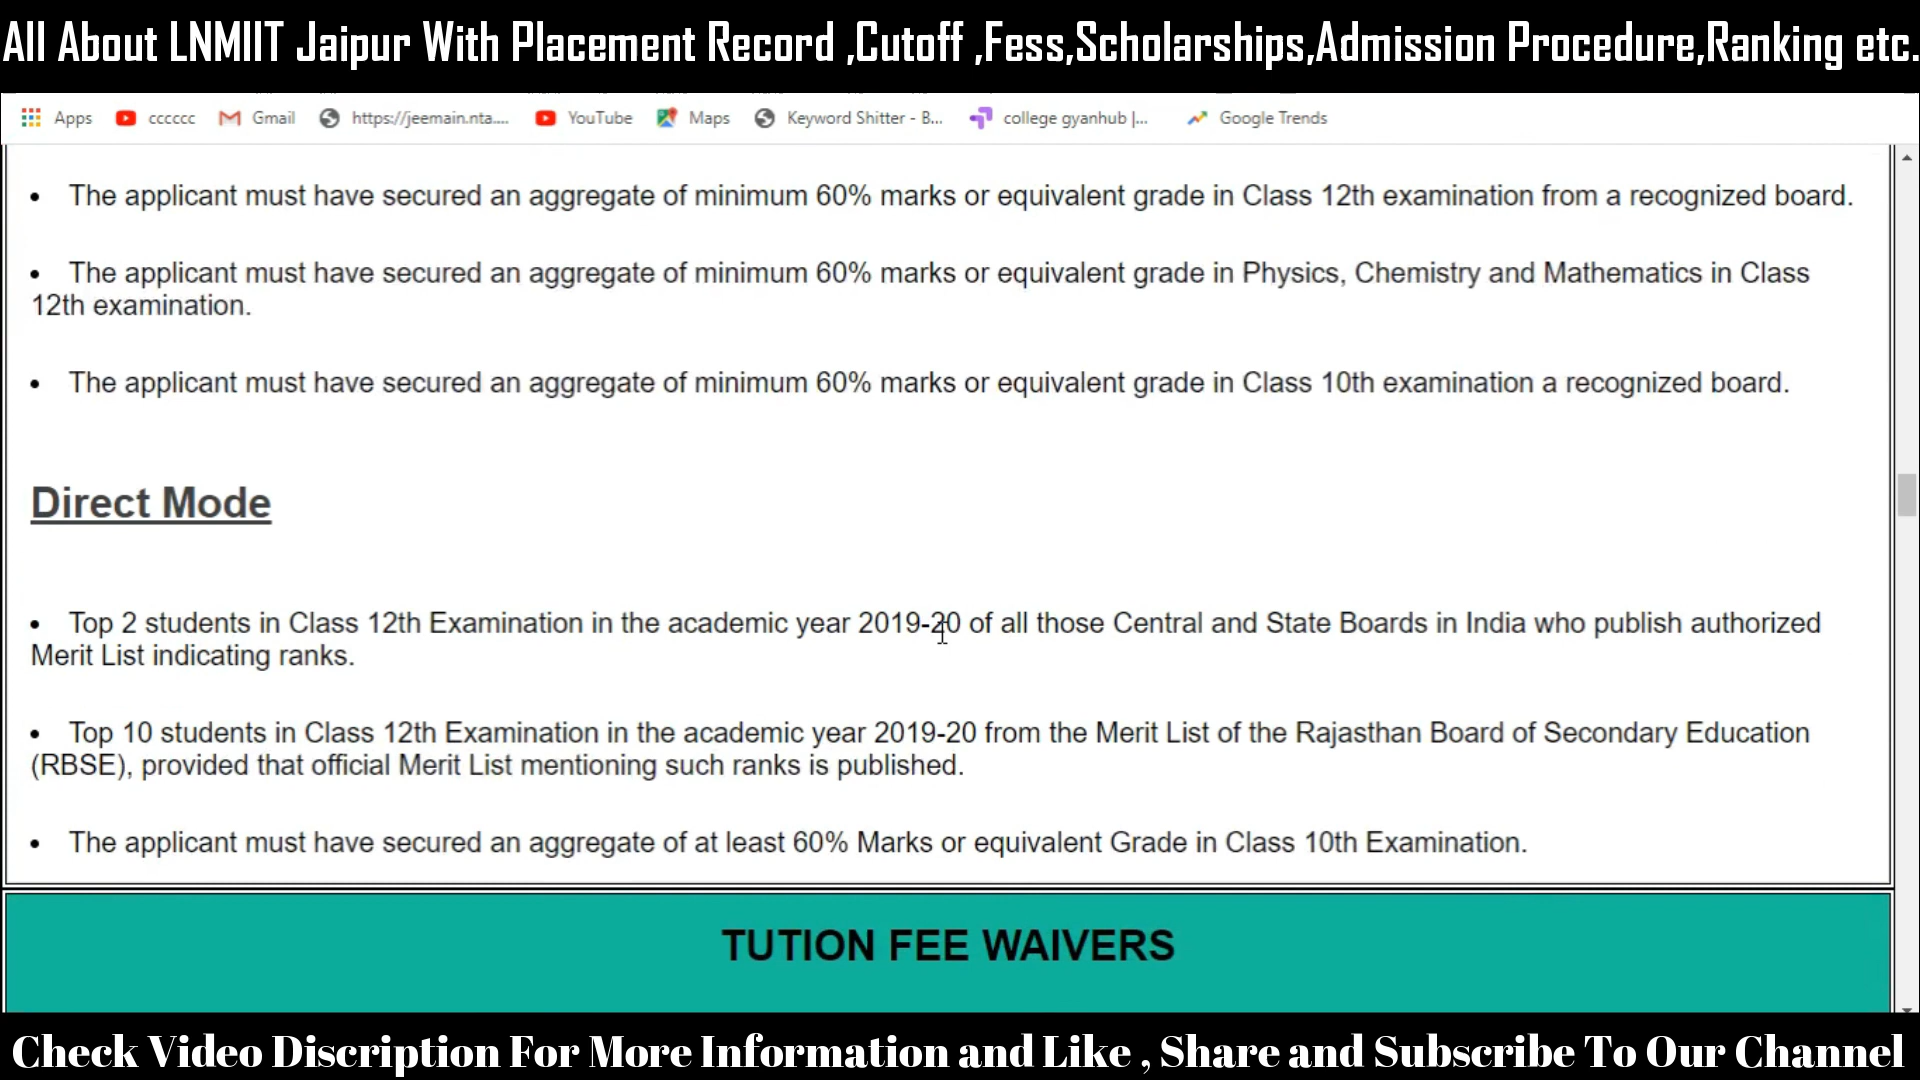 All About LNMIIT Jaipur With Placement Record ,Cutoff ,Fess,Scholarships,Admission Procedure,Ranking etc.
Apps cccccc Gmail https://jeemain.nta.... YouTube Maps Keyword Shitter - B... college gyanhub |... Google Trends
• The applicant must have secured an aggregate of minimum 60% marks or equivalent grade in Class 12th examination from a recognized board.
• The applicant must have secured an aggregate of minimum 60% marks or equivalent grade in Physics, Chemistry and Mathematics in Class
12th examination.
• The applicant must have secured an aggregate of minimum 60% marks or equivalent grade in Class 10th examination a recognized board.
Direct Mode
• Top 2 students in Class 12th Examination in the academic year 2019-20 of all those Central and State Boards in India who publish authorized
Merit List indicating ranks.
• Top 10 students in Class 12th Examination in the academic year 2019-20 from the Merit List of the Rajasthan Board of Secondary Education
(RBSE), provided that official Merit List mentioning such ranks is published.
• The applicant must have secured an aggregate of at least 60% Marks or equivalent Grade in Class 10th Examination.
TUTION FEE WAIVERS
Check Video Discription For More Information and Like , Share and Subscribe To Our Channel